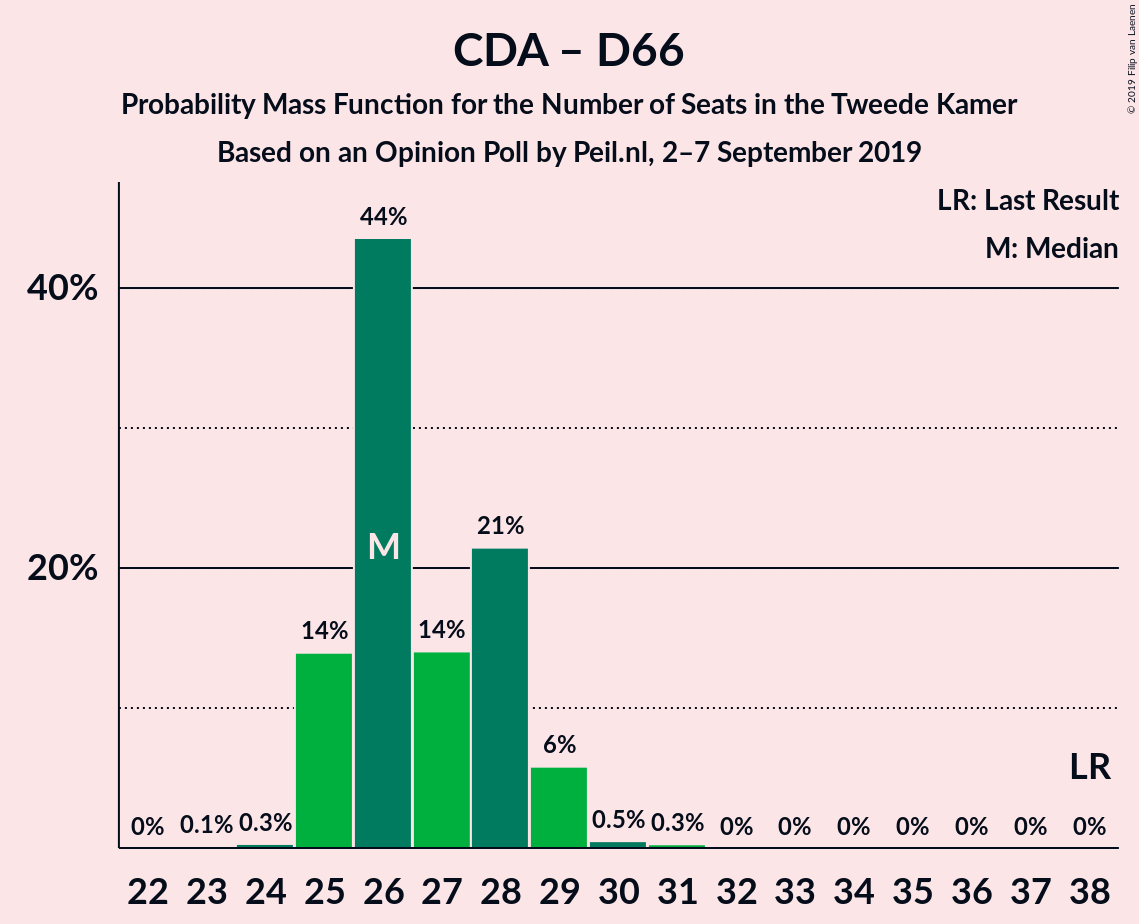 CDA – D66
Probability Mass Function for the Number of Seats in the Tweede Kamer
Based on an Opinion Poll by Peil.nl, 2–7 September 2019
© 2019 Filip van Laenen
LR: Last Result
M: Median
40%
20%
0% 0.1% 0.3% 14% 44% 14% 21% 6% 0.5% 0.3% 0% 0% 0% 0% 0% 0% 0%
M
LR
22 23 24 25 26 27 28 29 30 31 32 33 34 35 36 37 38